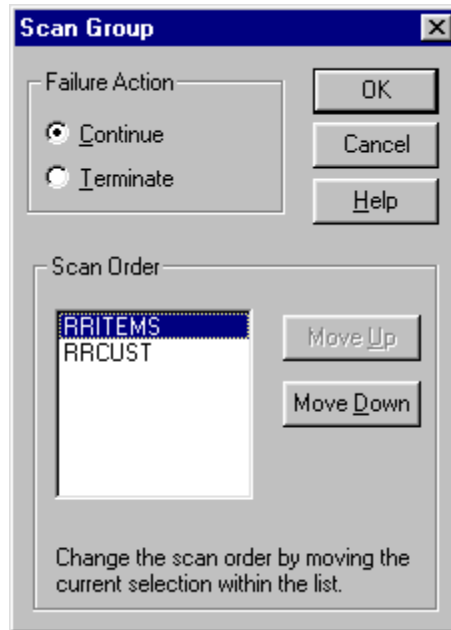 Scan Group
Failure Action
Continue
Terminate
OK
Cancel
Help
Scan Order
RRITEMS
RRCUST
Move Up
Move Down
Change the scan order by moving the
current selection within the list.